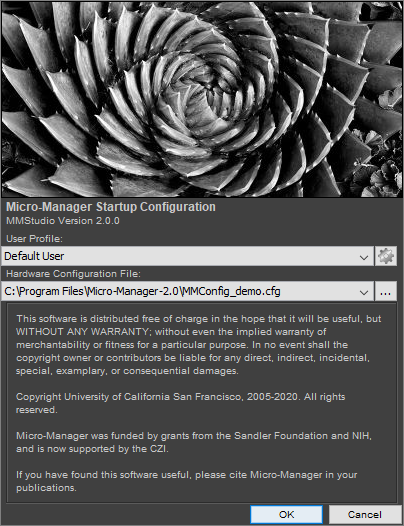 Micro-Manager Startup Configuration
MMStudio Version 2.0.0
User Profile:
Default User
Hardware Configuration File:
C:\Program Files\Micro-Manager-2.0\MMConfig_demo.cfg
...
This software is distributed free of charge in the hope that it will be useful, but
WITHOUT ANY WARRANTY; without even the implied warranty of
merchantability or fitness for a particular purpose. In no event shall the
copyright owner or contributors be liable for any direct, indirect, incidental,
special, examplary, or consequential damages.
Copyright University of California San Francisco, 2005-2020. All rights
reserved.
Micro-Manager was funded by grants from the Sandler Foundation and NIH,
and is now supported by the CZI.
If you have found this software useful, please cite Micro-Manager in your
publications.
OK
Cancel